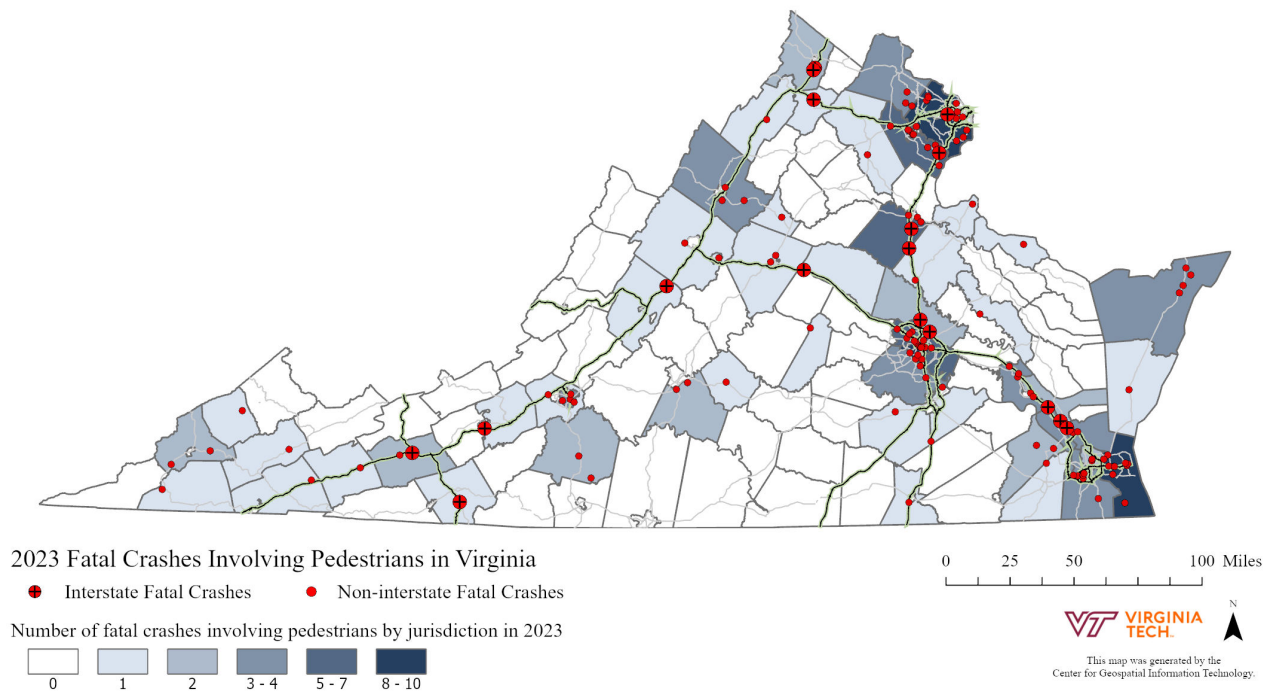 2023 Fatal Crashes Involving Pedestrians in Virginia
Interstate Fatal Crashes
Non-interstate Fatal Crashes
Number of fatal crashes involving pedestrians by jurisdiction in 2023
0 1 2 3 - 4 5 - 7 8 - 10
0 25 50 100 Miles
VT VIRGINIA
TECH
N
This map was generated by the
Center for Geospatial Information Technology.